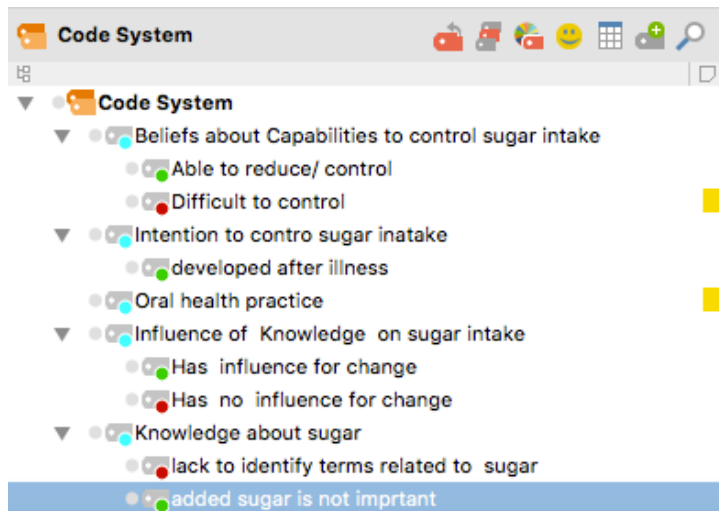 Code System
Code System
Beliefs about Capabilities to control sugar intake
Able to reduce/ control
Difficult to control
Intention to contro sugar inatake
developed after illness
Oral health practice
Influence of Knowledge on sugar intake
Has influence for change
Has no influence for change
Knowledge about sugar
lack to identify terms related to sugar
added sugar is not imprtant